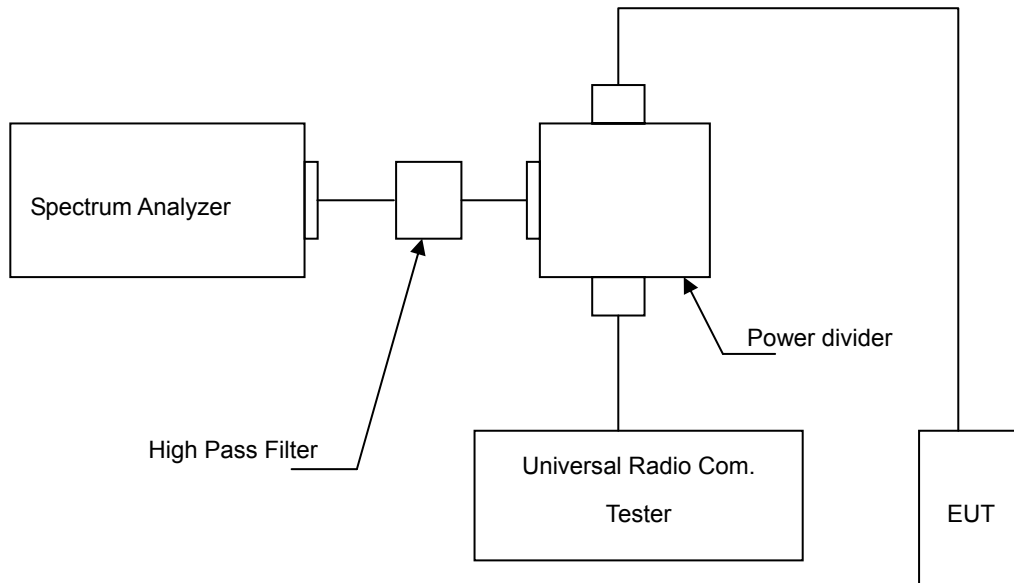 Spectrum Analyzer
Power divider
High Pass Filter
Universal Radio Com.
Tester
EUT